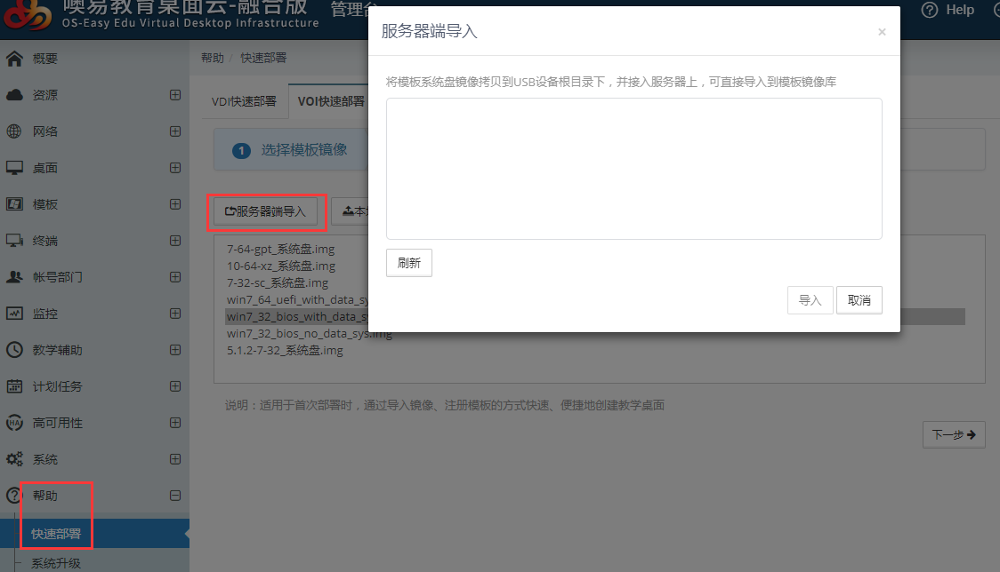 噢易教育桌面云-融合版
管理台
OS-Easy Edu Virtual Desktop Infrastructure
Help
服务器端导入
×
将模板系统盘镜像拷贝到USB设备根目录下，并接入服务器上，可直接导入到模板镜像库
刷新
导入
取消
概要
资源
网络
桌面
模板
终端
帐号部门
监控
教学辅助
计划任务
高可用性
系统
帮助
快速部署
系统升级
帮助 / 快速部署
VDI快速部署
VOI快速部署
1 选择模板镜像
服务器端导入
本
7-64-gpt_系统盘.img
10-64-xz_系统盘.img
7-32-sc_系统盘.img
win7_64_uefi_with_data_sy
win7_32_bios_with_data_s
win7_32_bios_no_data_sys.img
5.1.2-7-32_系统盘.img
说明：适用于首次部署时，通过导入镜像、注册模板的方式快速、便捷地创建教学桌面
下一步